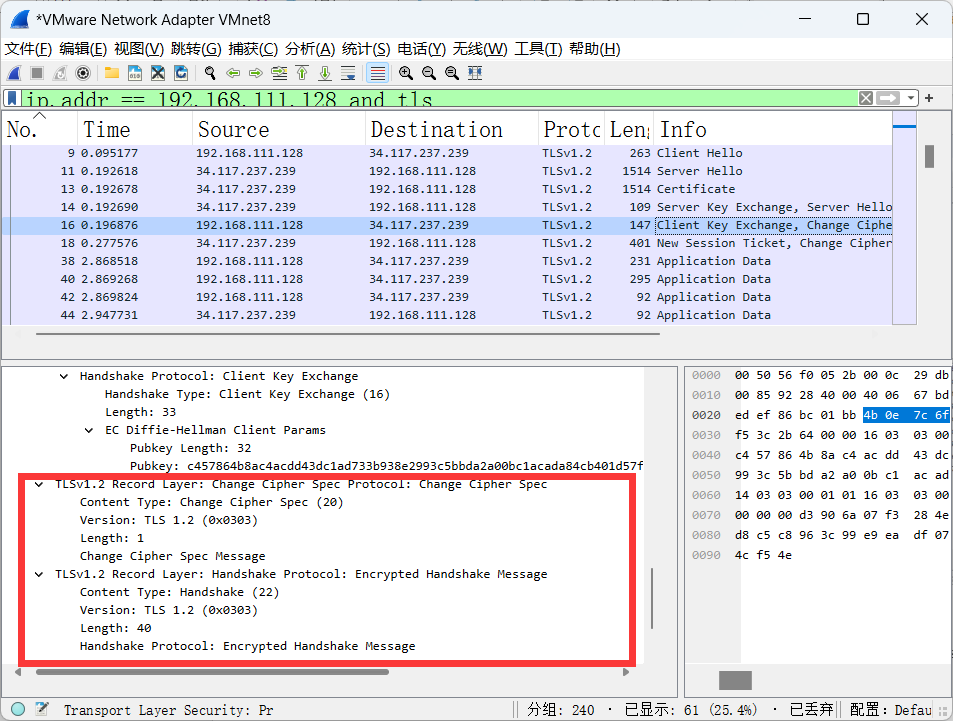 *VMware Network Adapter VMnet8
文件(F) 编辑(E) 视图(V) 跳转(G) 捕获(C) 分析(A) 统计(S) 电话(Y) 无线(W) 工具(T) 帮助(H)
ip.addr == 192.168.111.128 and tls
No. Time Source Destination Protc Leng Info
9 0.095177 192.168.111.128 34.117.237.239 TLSv1.2 263 Client Hello
11 0.192618 34.117.237.239 192.168.111.128 TLSv1.2 1514 Server Hello
13 0.192678 34.117.237.239 192.168.111.128 TLSv1.2 1514 Certificate
14 0.192690 34.117.237.239 192.168.111.128 TLSv1.2 109 Server Key Exchange, Server Hello
16 0.196876 192.168.111.128 34.117.237.239 TLSv1.2 147 Client Key Exchange, Change Ciphe
18 0.277576 34.117.237.239 192.168.111.128 TLSv1.2 401 New Session Ticket, Change Cipher
38 2.868518 192.168.111.128 34.117.237.239 TLSv1.2 231 Application Data
40 2.869268 192.168.111.128 34.117.237.239 TLSv1.2 295 Application Data
42 2.869824 192.168.111.128 34.117.237.239 TLSv1.2 92 Application Data
44 2.947731 34.117.237.239 192.168.111.128 TLSv1.2 92 Application Data
Handshake Protocol: Client Key Exchange
Handshake Type: Client Key Exchange (16)
Length: 33
EC Diffie-Hellman Client Params
Pubkey Length: 32
Pubkey: c457864b8ac4acdd43dc1ad733b938e2993c5bbda2a00bc1acada84cb401d57f
TLSv1.2 Record Layer: Change Cipher Spec Protocol: Change Cipher Spec
Content Type: Change Cipher Spec (20)
Version: TLS 1.2 (0x0303)
Length: 1
Change Cipher Spec Message
TLSv1.2 Record Layer: Handshake Protocol: Encrypted Handshake Message
Content Type: Handshake (22)
Version: TLS 1.2 (0x0303)
Length: 40
Handshake Protocol: Encrypted Handshake Message
0000 00 50 56 f0 05 2b 00 0c 29 db
0010 00 85 92 28 40 00 40 06 67 bd
0020 ed ef 86 bc 01 bb 4b 0e 7c 6f
0030 f5 3c 2b 64 00 00 16 03 03 00
0040 c4 57 86 4b 8a c4 ac dd 43 dc
0050 99 3c 5b bd a2 a0 0b c1 ac ad
0060 14 03 03 00 01 01 16 03 03 00
0070 00 00 00 d3 90 6a 07 f3 28 4e
0080 d8 c5 c8 96 3c 99 e9 ea df 07
0090 4c f5 4e
Transport Layer Security: Pr 分组: 240 · 已显示: 61 (25.4%) · 已丢弃 配置: Defau